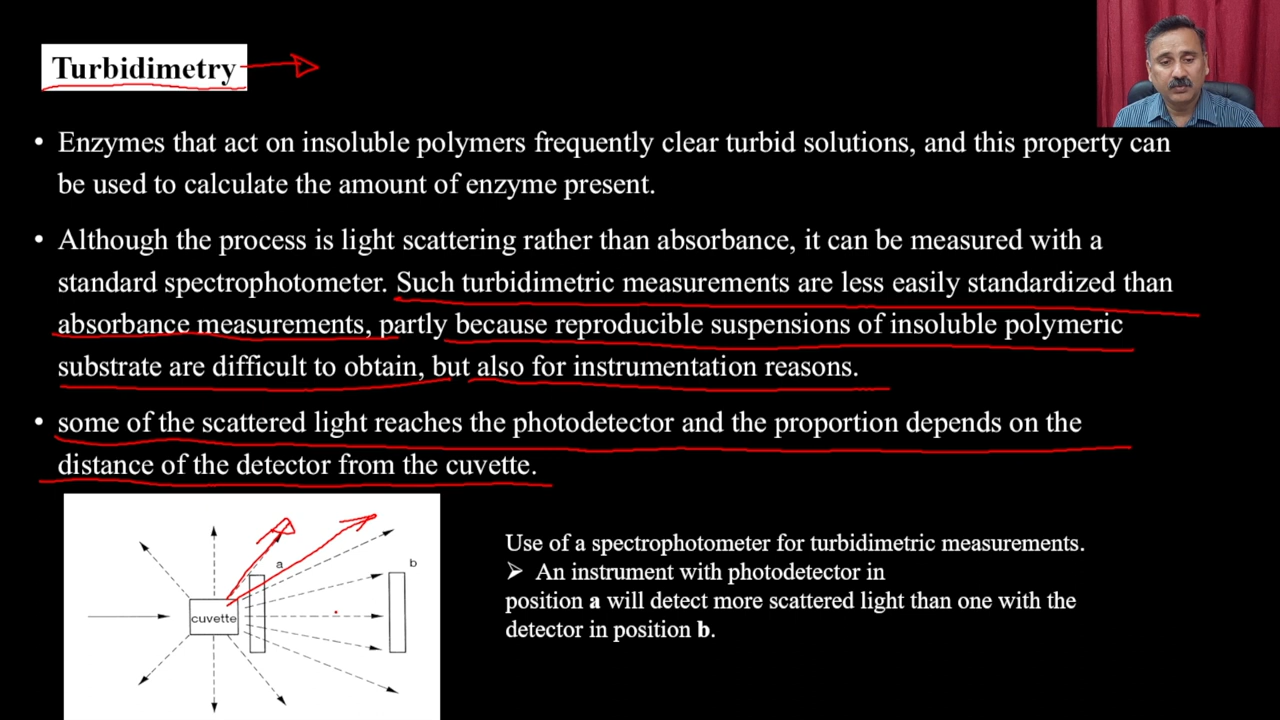 Turbidimetry
• Enzymes that act on insoluble polymers frequently clear turbid solutions, and this property can
be used to calculate the amount of enzyme present.
• Although the process is light scattering rather than absorbance, it can be measured with a
standard spectrophotometer. Such turbidimetric measurements are less easily standardized than
absorbance measurements, partly because reproducible suspensions of insoluble polymeric
substrate are difficult to obtain, but also for instrumentation reasons.
• some of the scattered light reaches the photodetector and the proportion depends on the
distance of the detector from the cuvette.
a
b
cuvette
Use of a spectrophotometer for turbidimetric measurements.
➢ An instrument with photodetector in
position a will detect more scattered light than one with the
detector in position b.